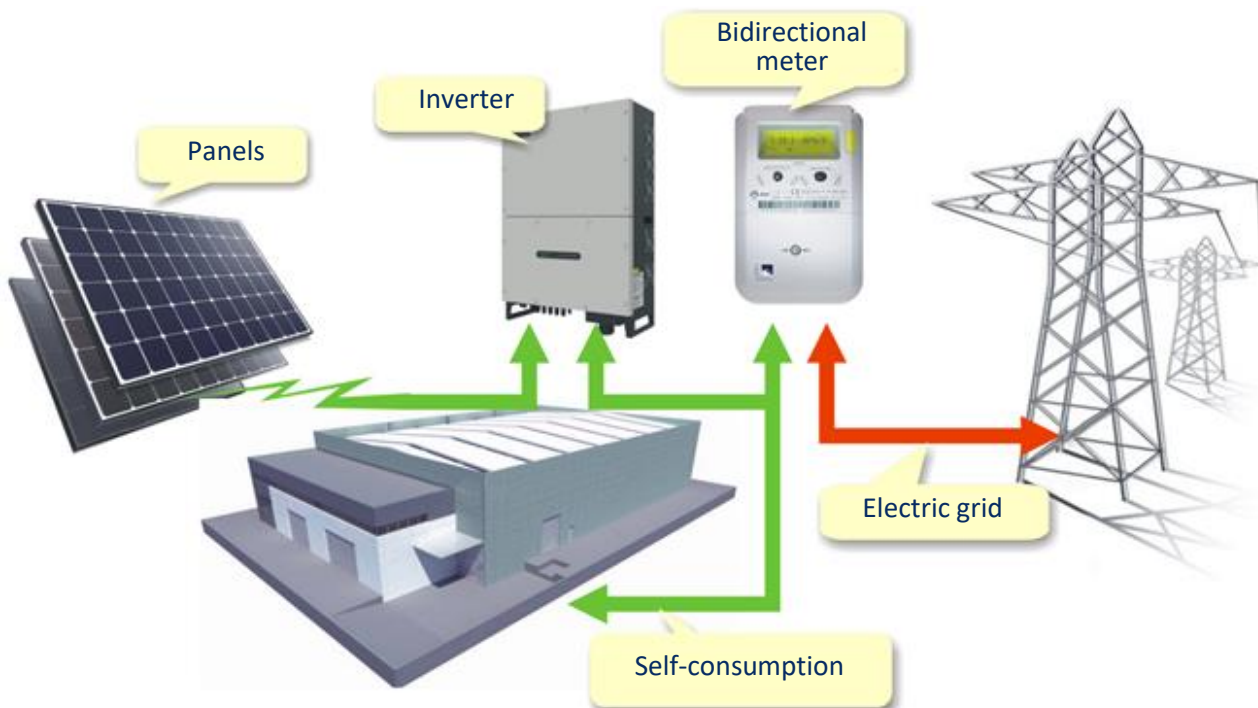 Bidirectional
meter
Inverter
Panels
Electric grid
Self-consumption